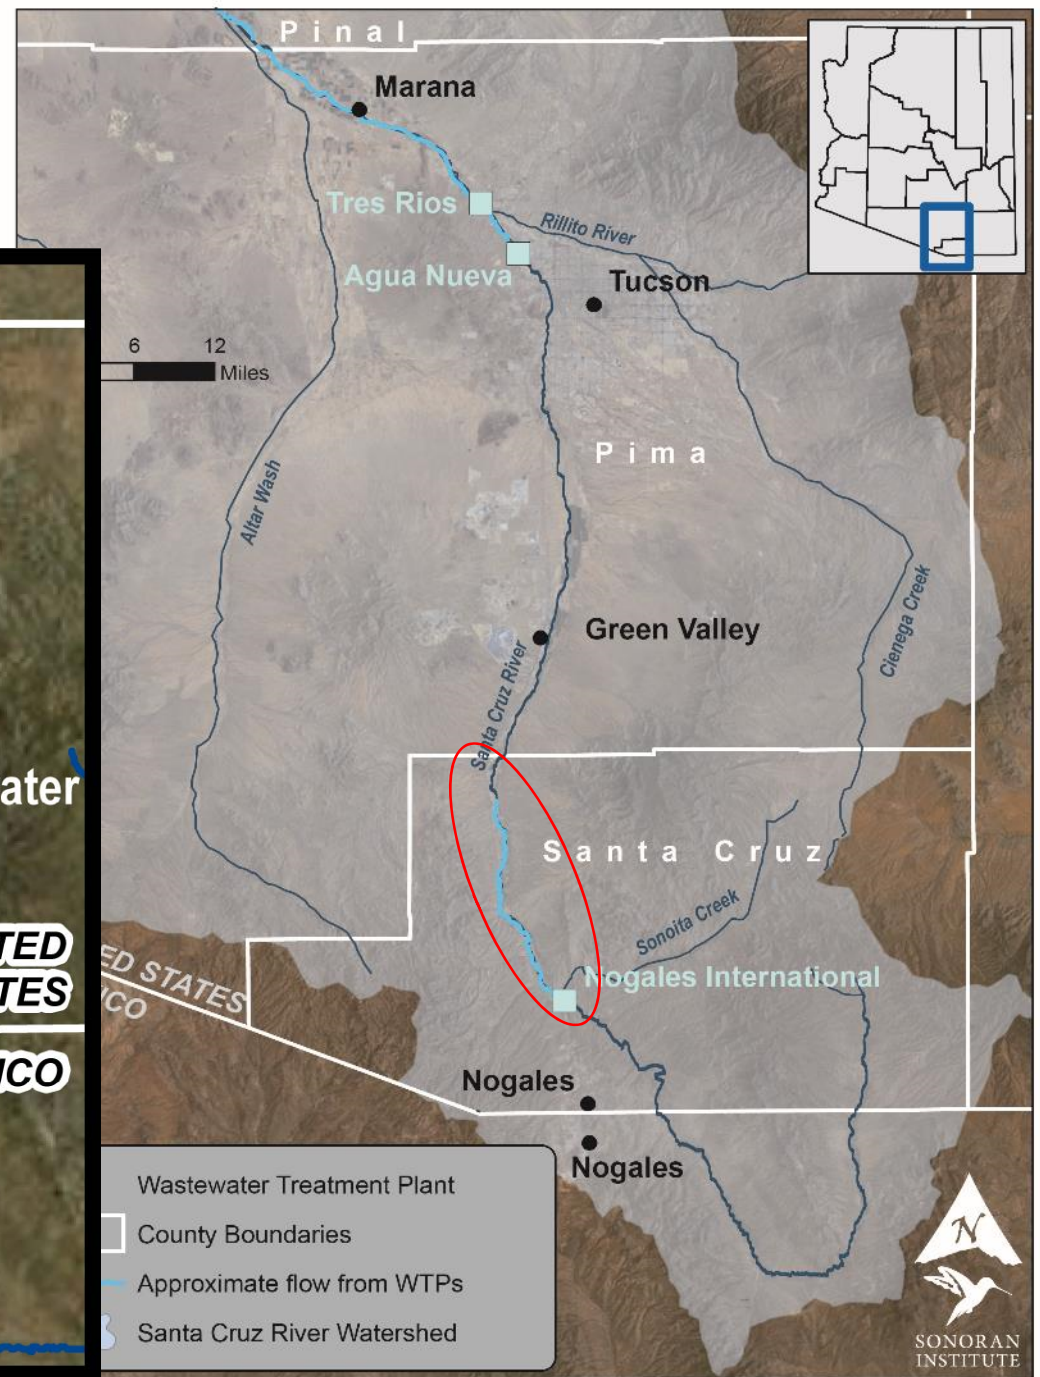 Pinal
Marana
Tres Rios
Rillito River
Agua Nueva
Tucson
6 12
Miles
Pima
Altar Wash
Cienega Creek
Green Valley
Santa Cruz River
ater
Santa Cruz
Sonoita Creek
TED
TES
ED STATES
ICO
Nogales International
ICO
Nogales
Nogales
Wastewater Treatment Plant
County Boundaries
Approximate flow from WTPs
Santa Cruz River Watershed
N
SONORAN
INSTITUTE